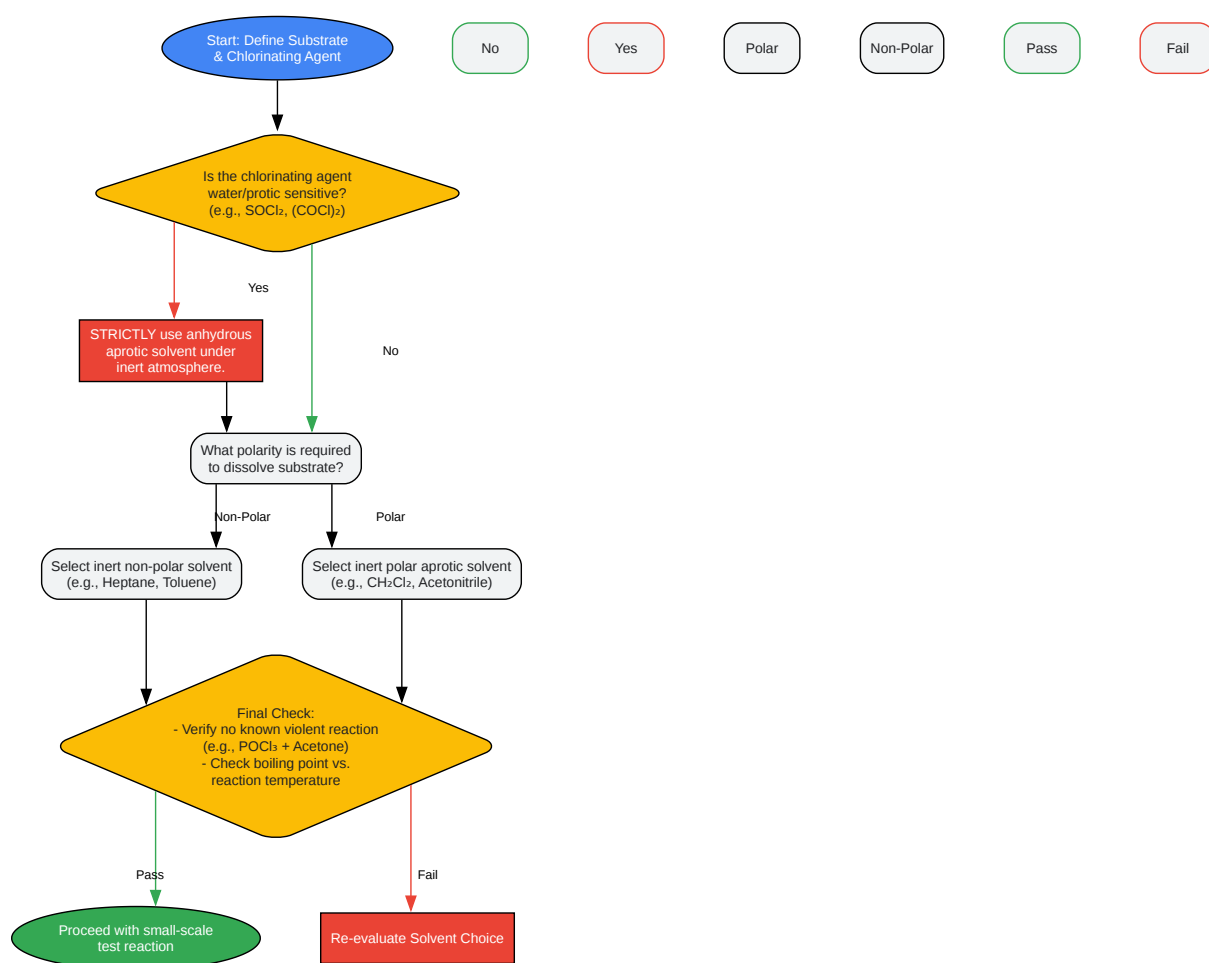 Start: Define Substrate
& Chlorinating Agent
No
Yes
Polar
Non-Polar
Pass
Fail
Is the chlorinating agent
water/protic sensitive?
(e.g., SOCl₂, (COCl)₂)
Yes
STRICTLY use anhydrous
aprotic solvent under
inert atmosphere.
No
What polarity is required
to dissolve substrate?
Non-Polar
Polar
Select inert non-polar solvent
(e.g., Heptane, Toluene)
Select inert polar aprotic solvent
(e.g., CH₂Cl₂, Acetonitrile)
Final Check:
- Verify no known violent reaction
(e.g., POCl₃ + Acetone)
- Check boiling point vs.
reaction temperature
Pass
Fail
Proceed with small-scale
test reaction
Re-evaluate Solvent Choice